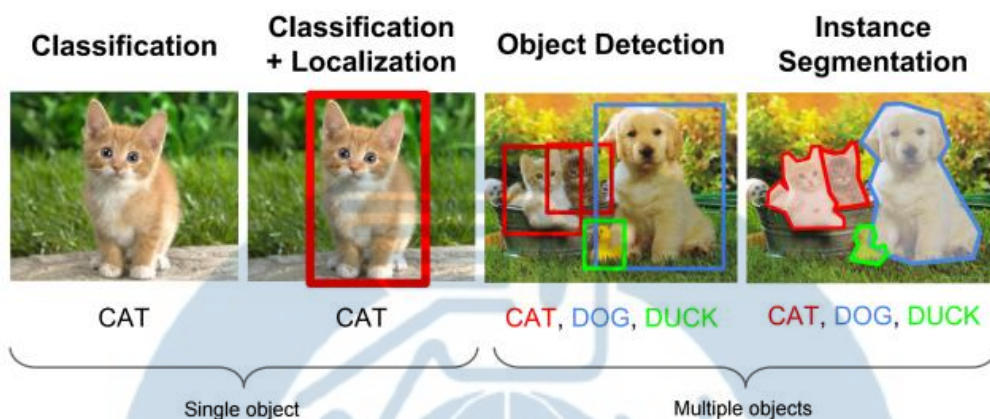 Classification
Classification
+ Localization
Object Detection
Instance
Segmentation
CAT
CAT
CAT, DOG, DUCK
CAT, DOG, DUCK
Single object
Multiple objects